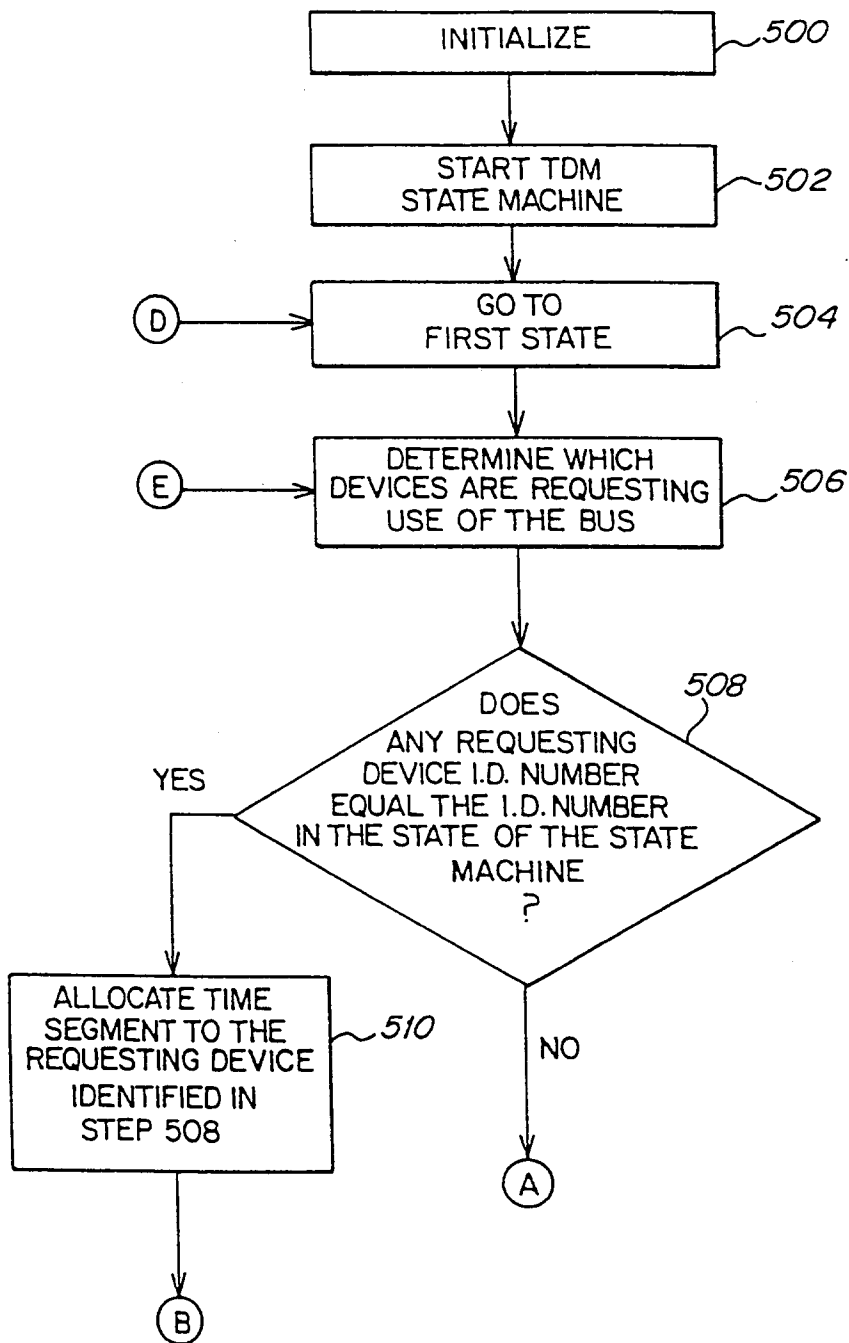 INITIALIZE
500
START TDM
STATE MACHINE
502
D
GO TO
FIRST STATE
504
E
DETERMINE WHICH
DEVICES ARE REQUESTING
USE OF THE BUS
506
508
DOES
ANY REQUESTING
DEVICE I.D. NUMBER
EQUAL THE I.D. NUMBER
IN THE STATE OF THE STATE
MACHINE
?
YES
ALLOCATE TIME
SEGMENT TO THE
REQUESTING DEVICE
IDENTIFIED IN
STEP 508
510
NO
A
B